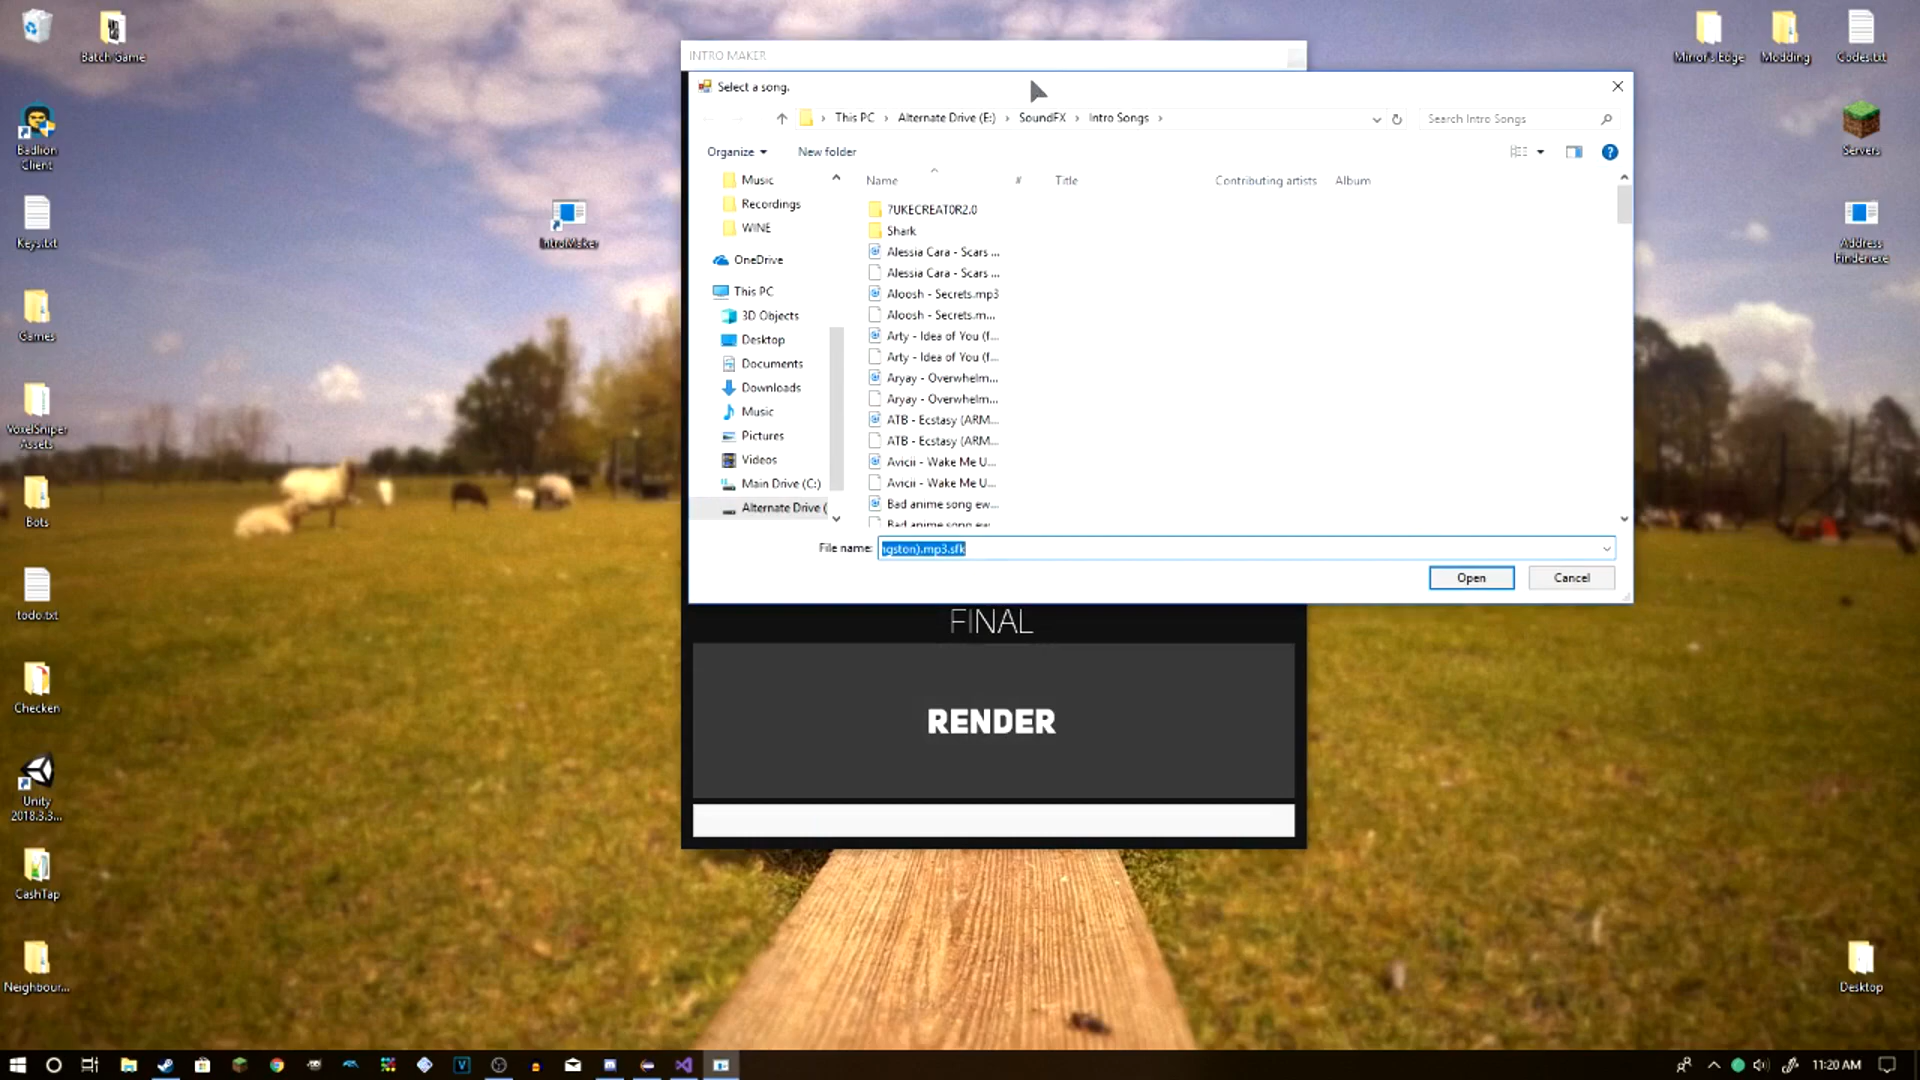 Batch Game
Badlion
Client
Keys.txt
Games
VoxelSniper
Assets
Bots
todo.txt
Checken
Unity
2018.3.3...
CashTap
Neighbour...
IntroMaker
INTRO MAKER
Select a song.
This PC
Alternate Drive (E:)
SoundFX
Intro Songs
Search Intro Songs
Organize
New folder
Music
Recordings
WINE
OneDrive
This PC
3D Objects
Desktop
Documents
Downloads
Music
Pictures
Videos
Main Drive (C:)
Alternate Drive (
Name
#
Title
Contributing artists
Album
7UKECREAT0R2.0
Shark
Alessia Cara - Scars ...
Alessia Cara - Scars ...
Aloosh - Secrets.mp3
Aloosh - Secrets.m...
Arty - Idea of You (f...
Arty - Idea of You (f...
Aryay - Overwhelm...
Aryay - Overwhelm...
ATB - Ecstasy (ARM...
ATB - Ecstasy (ARM...
Avicii - Wake Me U...
Avicii - Wake Me U...
Bad anime song ew...
Bad anime song ew...
File name:
ngston).mp3.sfk
Open
Cancel
FINAL
RENDER
Mirror's Edge
Modding
Codes.txt
Servers
Address
Finder.exe
Desktop
11:20 AM